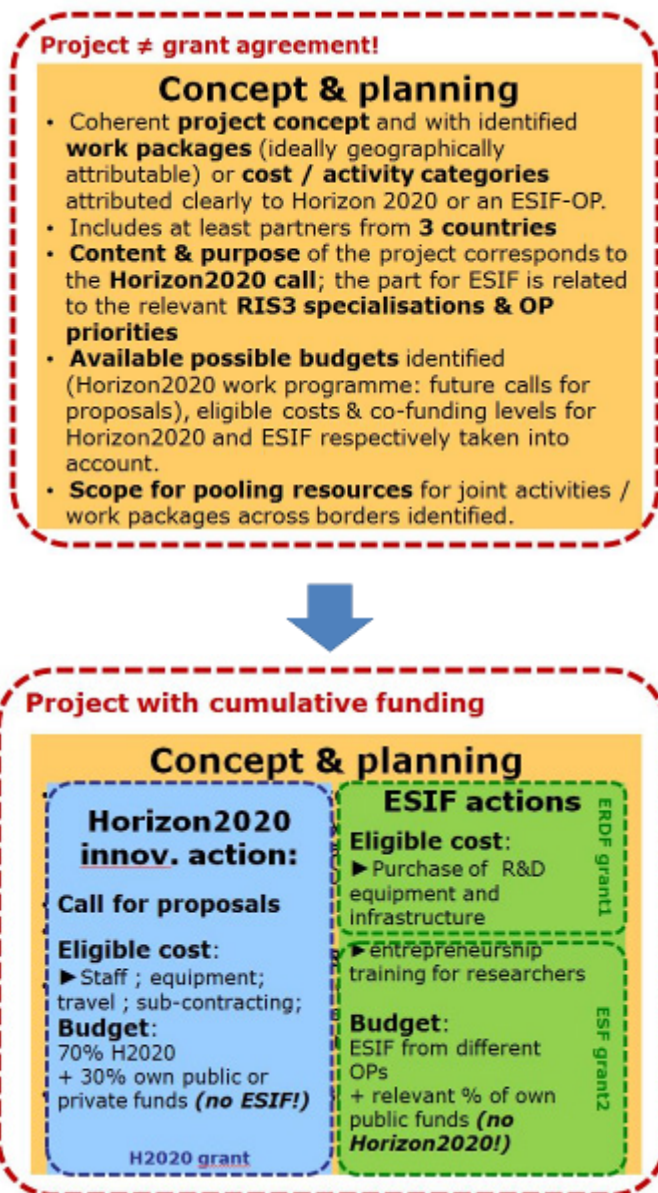 Project ≠ grant agreement!
Concept & planning
• Coherent project concept and with identified
work packages (ideally geographically
attributable) or cost / activity categories
attributed clearly to Horizon 2020 or an ESIF-OP.
• Includes at least partners from 3 countries
• Content & purpose of the project corresponds to
the Horizon2020 call; the part for ESIF is related
to the relevant RIS3 specialisations & OP
priorities
• Available possible budgets identified
(Horizon2020 work programme: future calls for
proposals), eligible costs & co-funding levels for
Horizon2020 and ESIF respectively taken into
account.
• Scope for pooling resources for joint activities /
work packages across borders identified.
Project with cumulative funding
Concept & planning
Horizon2020
innov. action:
Call for proposals
Eligible cost:
►Staff ; equipment;
travel ; sub-contracting;
Budget:
70% H2020
+ 30% own public or
private funds (no ESIF!)
H2020 grant
ESIF actions
Eligible cost:
►Purchase of R&D
equipment and
infrastructure
ERDF grant1
►entrepreneurship
training for researchers
Budget:
ESIF from different
OPs
+ relevant % of own
public funds (no
Horizon2020!)
ESF grant2